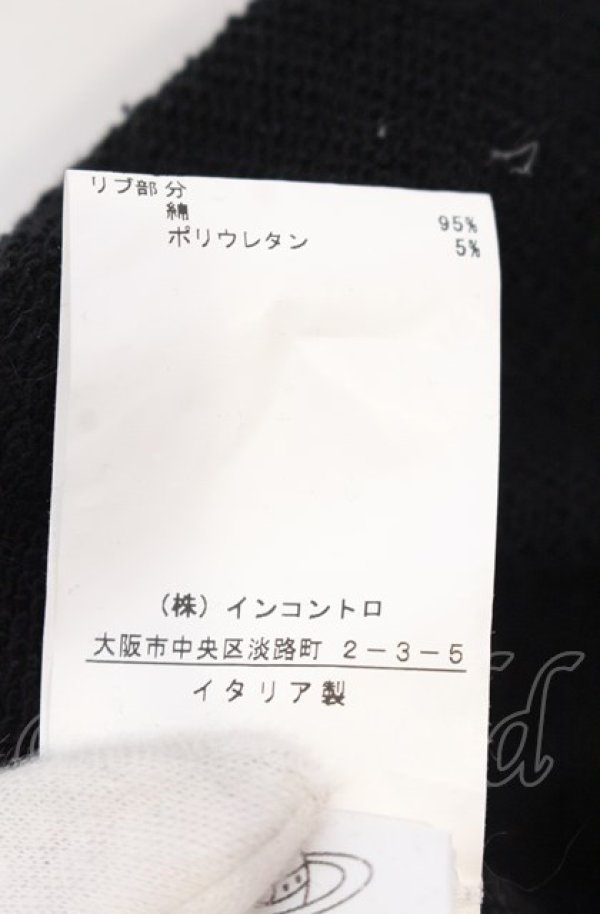 リブ部分
綿 95%
ポリウレタン 5%
(株) インコントロ
大阪市中央区淡路町 2-3-5
イタリア製